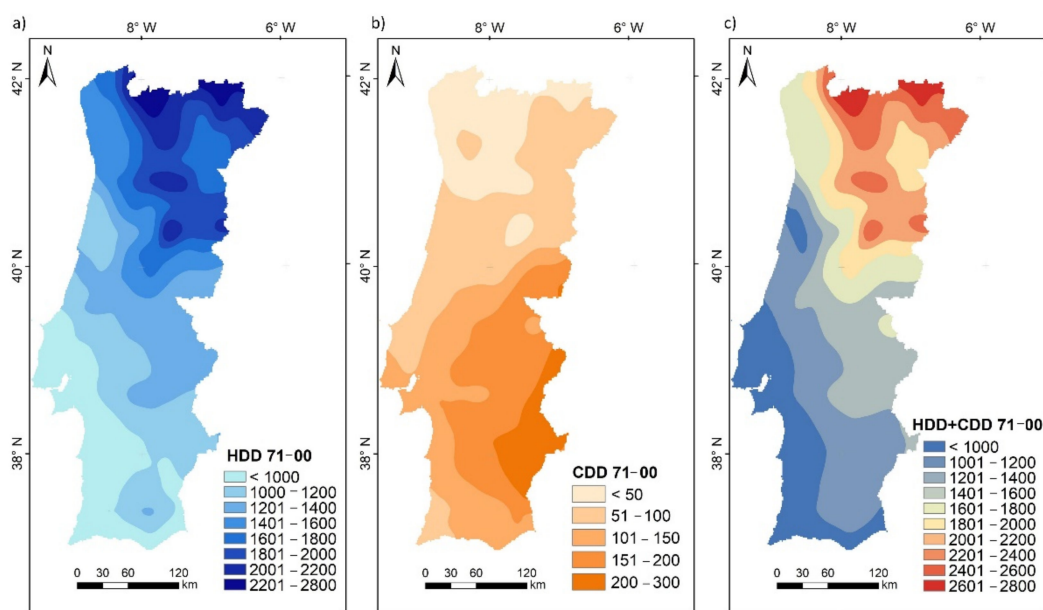 a)
8° W
6° W
N
42° N
40° N
38° N
HDD 71–00
< 1000
1000 – 1200
1201 – 1400
1401 – 1600
1601 – 1800
1801 – 2000
2001 – 2200
2201 – 2800
0 30 60 120
km
b)
8° W
6° W
N
42° N
40° N
38° N
CDD 71–00
< 50
51 – 100
101 – 150
151 – 200
200 – 300
0 30 60 120
km
c)
8° W
6° W
N
42° N
40° N
38° N
HDD+CDD 71–00
< 1000
1001 – 1200
1201 – 1400
1401 – 1600
1601 – 1800
1801 – 2000
2001 – 2200
2201 – 2400
2401 – 2600
2601 – 2800
0 30 60 120
km